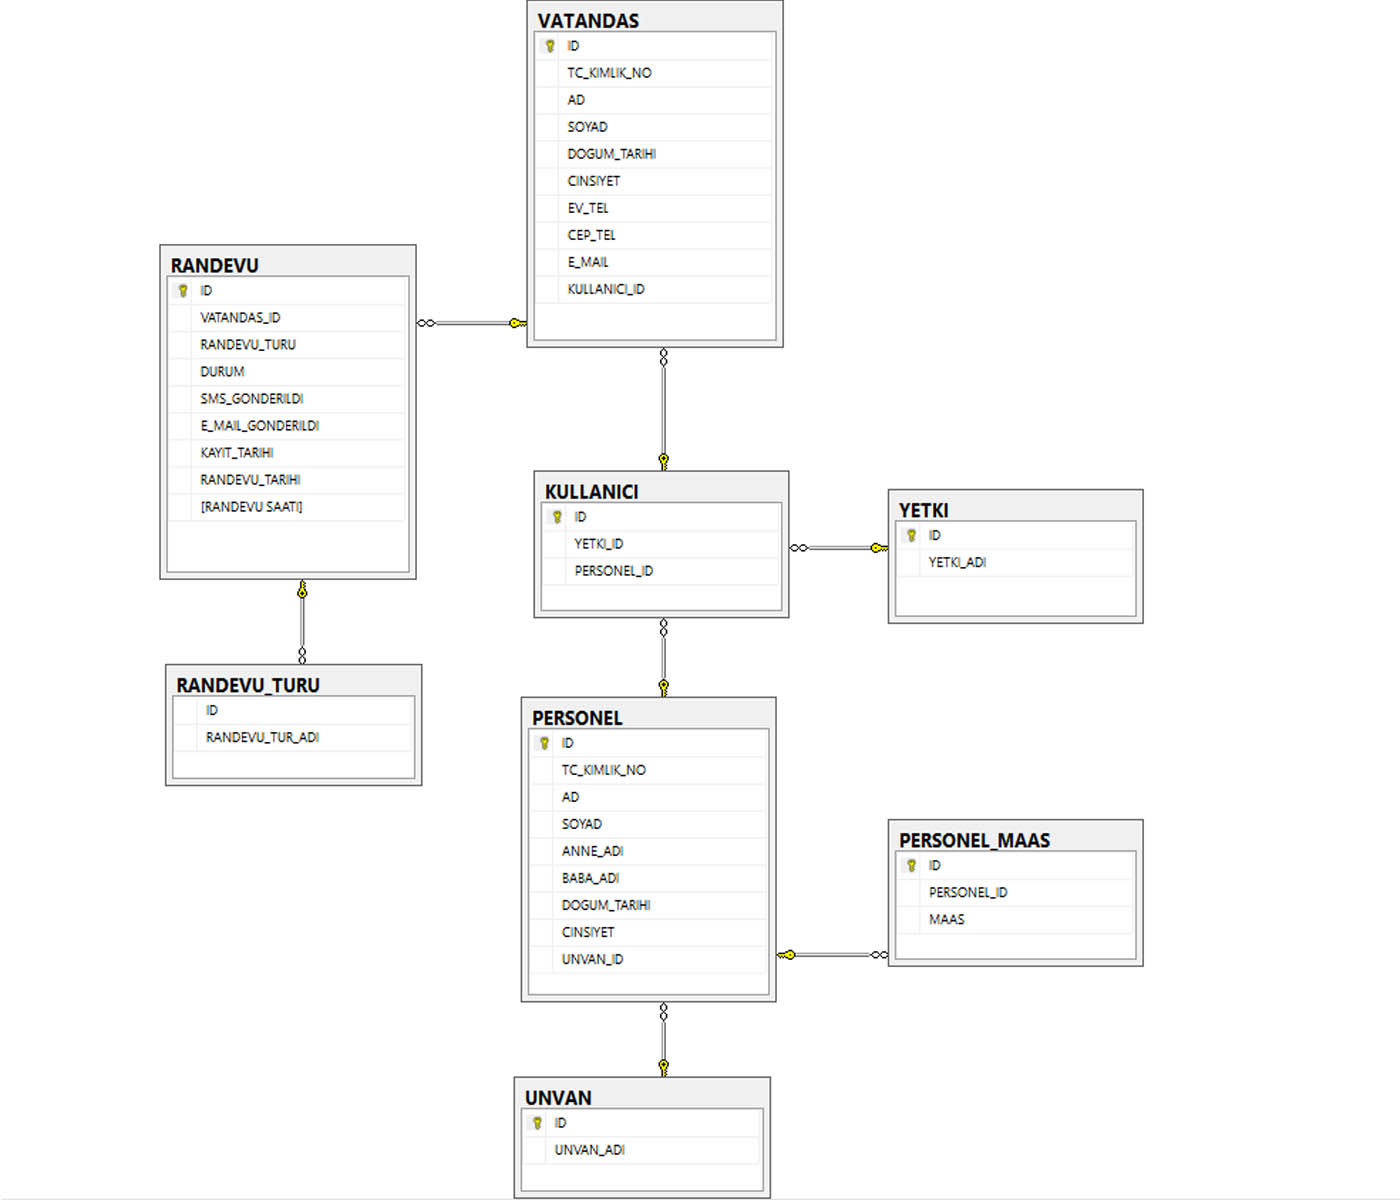 VATANDAS
ID
TC_KIMLIK_NO
AD
SOYAD
DOGUM_TARIHI
CINSIYET
EV_TEL
CEP_TEL
E_MAIL
KULLANICI_ID
RANDEVU
ID
VATANDAS_ID
RANDEVU_TURU
DURUM
SMS_GONDERILDI
E_MAIL_GONDERILDI
KAYIT_TARIHI
RANDEVU_TARIHI
[RANDEVU SAATI]
KULLANICI
ID
YETKI_ID
PERSONEL_ID
YETKI
ID
YETKI_ADI
RANDEVU_TURU
ID
RANDEVU_TUR_ADI
PERSONEL
ID
TC_KIMLIK_NO
AD
SOYAD
ANNE_ADI
BABA_ADI
DOGUM_TARIHI
CINSIYET
UNVAN_ID
PERSONEL_MAAS
ID
PERSONEL_ID
MAAS
UNVAN
ID
UNVAN_ADI